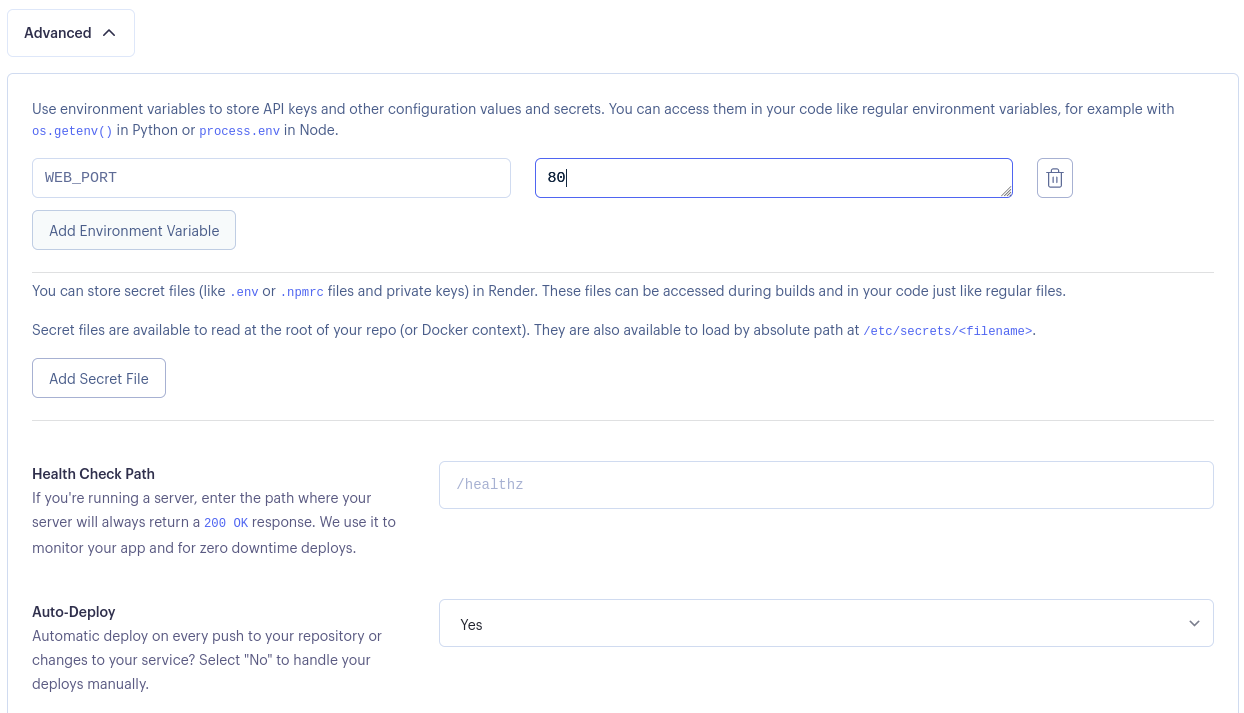 Advanced
Use environment variables to store API keys and other configuration values and secrets. You can access them in your code like regular environment variables, for example with
os.getenv() in Python or process.env in Node.
WEB_PORT
80
Add Environment Variable
You can store secret files (like .env or .npmrc files and private keys) in Render. These files can be accessed during builds and in your code just like regular files.
Secret files are available to read at the root of your repo (or Docker context). They are also available to load by absolute path at /etc/secrets/<filename>.
Add Secret File
Health Check Path
/healthz
If you're running a server, enter the path where your
server will always return a 200 OK response. We use it to
monitor your app and for zero downtime deploys.
Auto-Deploy
Yes
Automatic deploy on every push to your repository or
changes to your service? Select "No" to handle your
deploys manually.